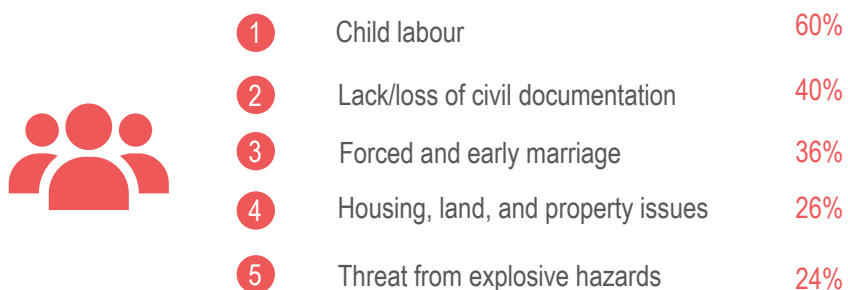 1 Child labour 60%
2 Lack/loss of civil documentation 40%
3 Forced and early marriage 36%
4 Housing, land, and property issues 26%
5 Threat from explosive hazards 24%